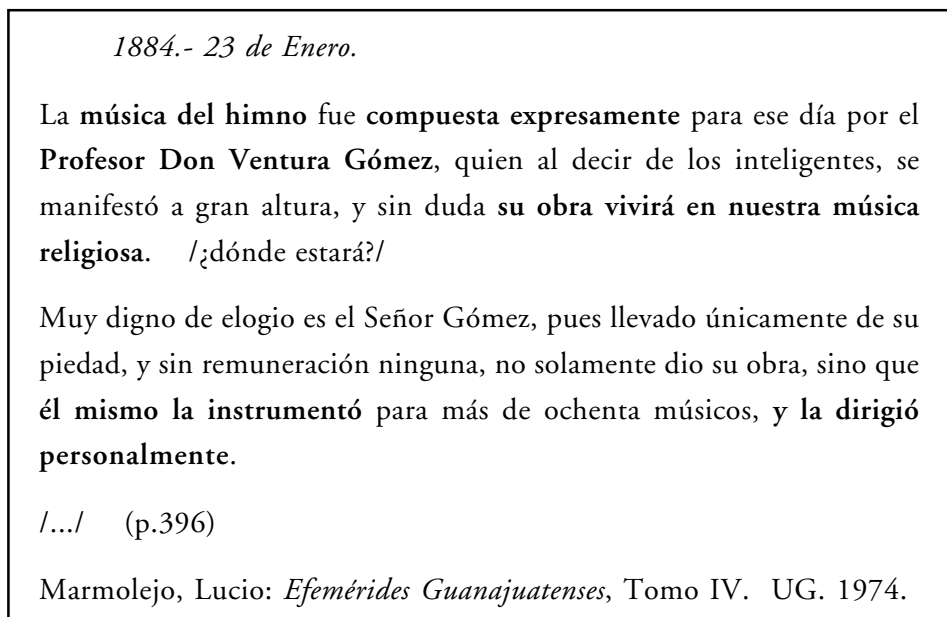 1884.- 23 de Enero.
La música del himno fue compuesta expresamente para ese día por el
Profesor Don Ventura Gómez, quien al decir de los inteligentes, se
manifestó a gran altura, y sin duda su obra vivirá en nuestra música
religiosa. /¿dónde estará?/
Muy digno de elogio es el Señor Gómez, pues llevado únicamente de su
piedad, y sin remuneración ninguna, no solamente dio su obra, sino que
él mismo la instrumentó para más de ochenta músicos, y la dirigió
personalmente.
/.../ (p.396)
Marmolejo, Lucio: Efemérides Guanajuatenses, Tomo IV. UG. 1974.